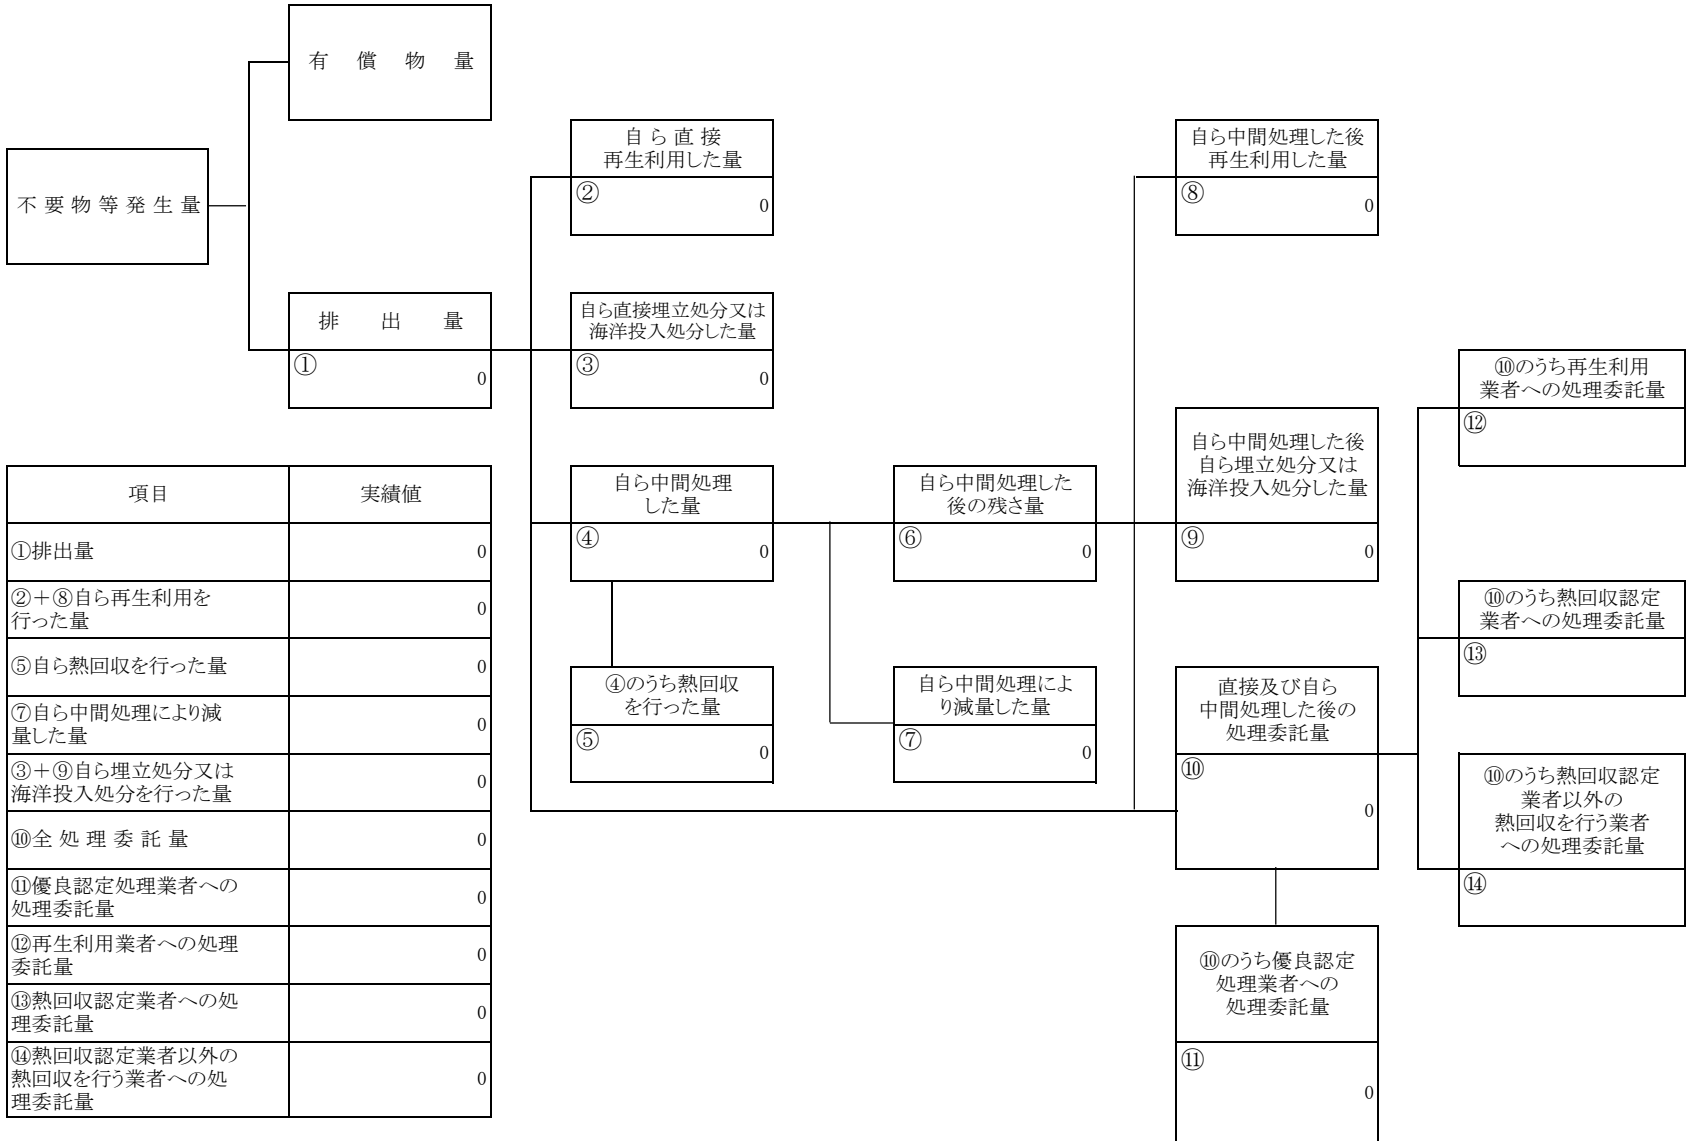 有償物量
不要物等発生量
排出量
①
0
自ら直接
再生利用した量
②
0
自ら直接埋立処分又は
海洋投入処分した量
③
0
自ら中間処理
した量
④
0
④のうち熱回収
を行った量
⑤
0
自ら中間処理した
後の残さ量
⑥
0
自ら中間処理によ
り減量した量
⑦
0
自ら中間処理した後
再生利用した量
⑧
0
自ら中間処理した後
自ら埋立処分又は
海洋投入処分した量
⑨
0
直接及び自ら
中間処理した後の
処理委託量
⑩
0
⑩のうち優良認定
処理業者への
処理委託量
⑪
0
⑩のうち再生利用
業者への処理委託量
⑫
⑩のうち熱回収認定
業者への処理委託量
⑬
⑩のうち熱回収認定
業者以外の
熱回収を行う業者
への処理委託量
⑭
項目 実績値
①排出量 0
②＋⑧自ら再生利用を
行った量 0
⑤自ら熱回収を行った量 0
⑦自ら中間処理により減
量した量 0
③＋⑨自ら埋立処分又は
海洋投入処分を行った量 0
⑩全処理委託量 0
⑪優良認定処理業者への
処理委託量 0
⑫再生利用業者への処理
委託量 0
⑬熱回収認定業者への処
理委託量 0
⑭熱回収認定業者以外の
熱回収を行う業者への処
理委託量 0